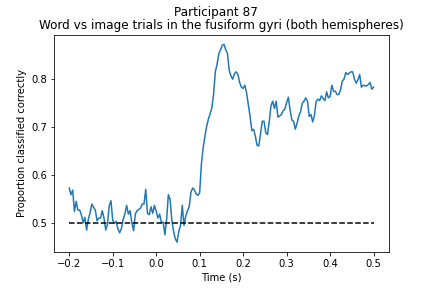 Participant 87
Word vs image trials in the fusiform gyri (both hemispheres)
Proportion classified correctly
0.8
0.7
0.6
0.5
−0.2 −0.1 0.0 0.1 0.2 0.3 0.4 0.5
Time (s)